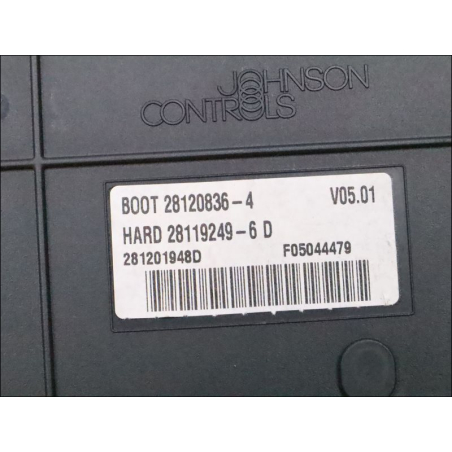 JOHNSON
CONTROLS
BOOT 28120836-4 V05.01
HARD 28119249-6 D
281201948D F05044479